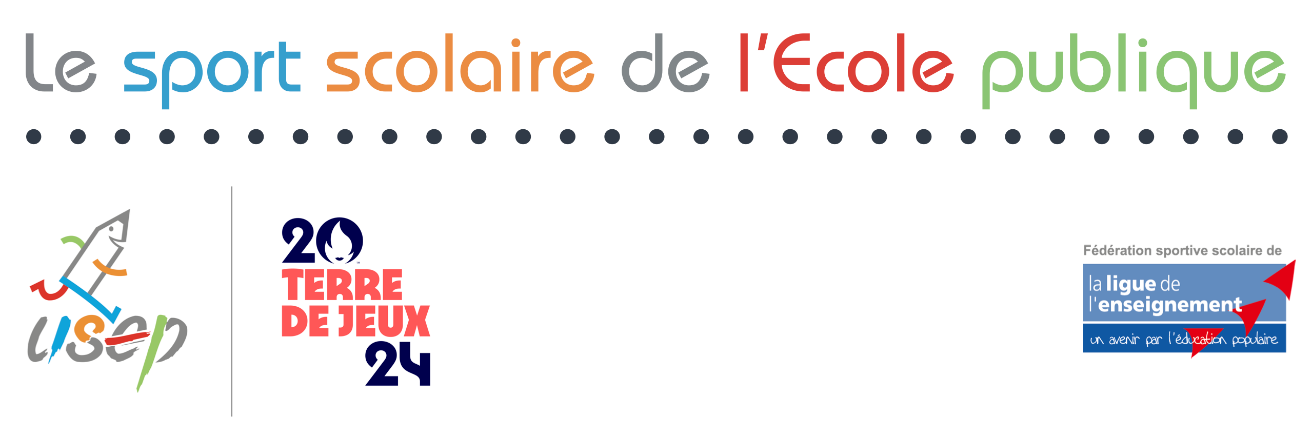 Le sport scolaire de l'Ecole publique
usep
20
TERRE
DE JEUX
24
Fédération sportive scolaire de
la ligue de
l'enseignement
un avenir par l'éducation populaire